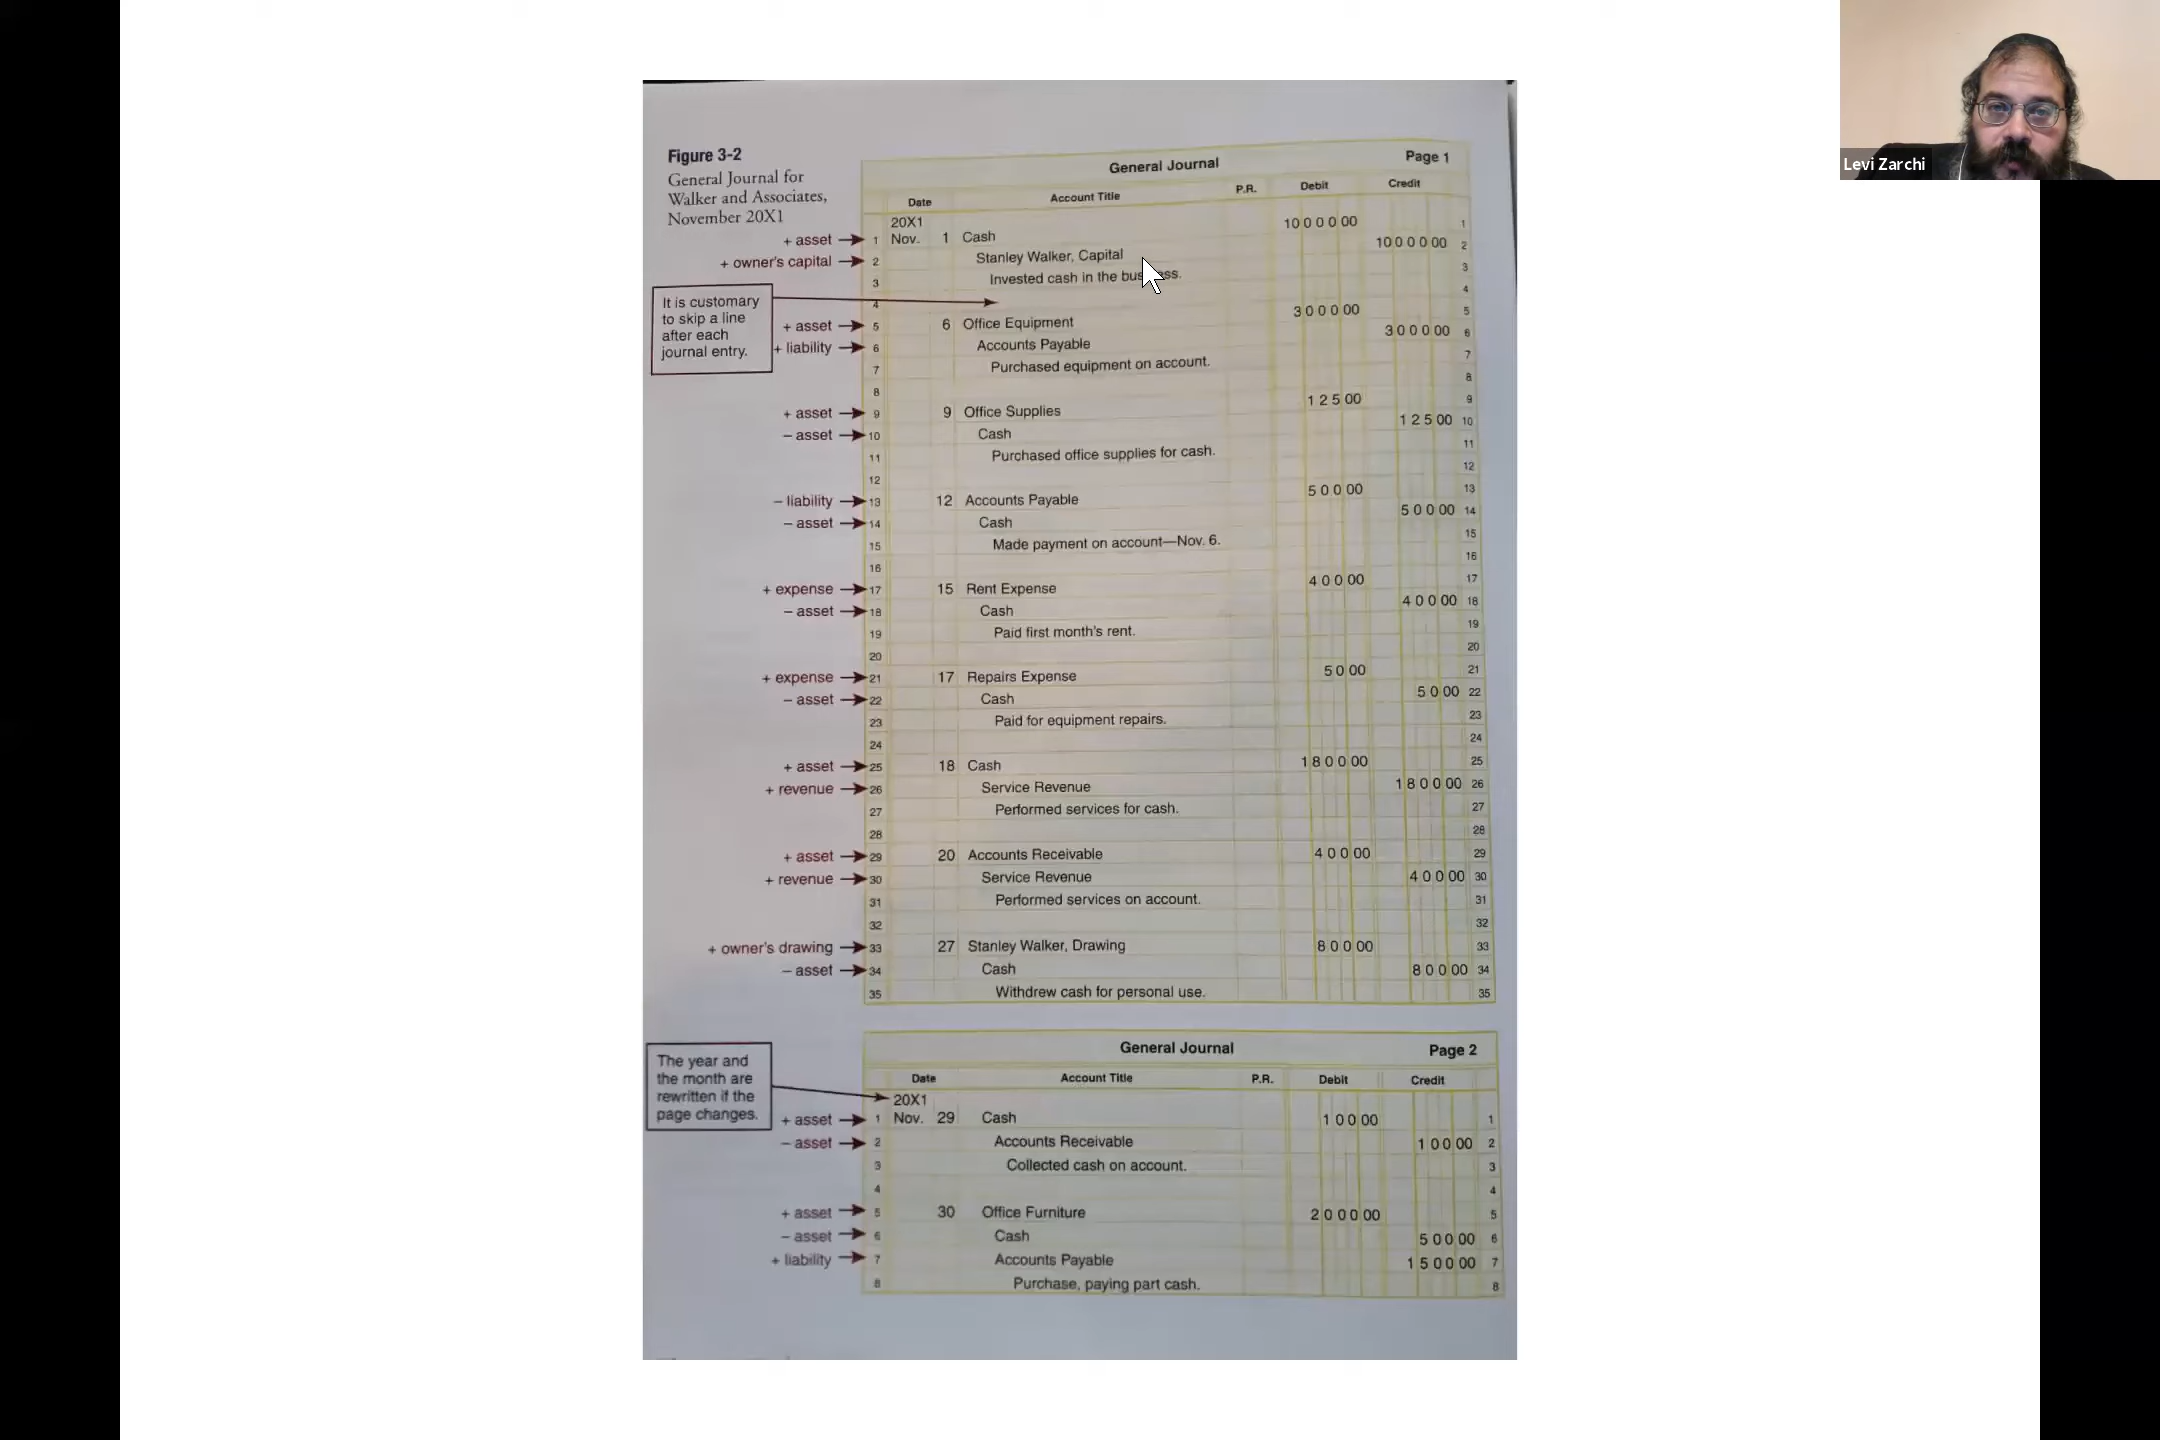 Levi Zarchi
Figure 3-2
General Journal for
Walker and Associates,
November 20X1
General Journal Page 1
Date Account Title P.R. Debit Credit
20X1
+ asset 1 Nov. 1 Cash 10 0 0 0 00 1
+ owner's capital 2 Stanley Walker, Capital 10 0 0 0 00 2
3 Invested cash in the 3
It is customary
to skip a line
after each
journal entry.
4 4
+ asset 5 6 Office Equipment 3 0 0 0 00 5
+ liability 6 Accounts Payable 3 0 0 0 00 6
7 Purchased equipment on account. 7
8 8
+ asset 9 9 Office Supplies 1 2 5 00 9
– asset 10 Cash 1 2 5 00 10
11 Purchased office supplies for cash. 11
12 12
– liability 13 12 Accounts Payable 5 0 0 00 13
– asset 14 Cash 5 0 0 00 14
15 Made payment on account—Nov. 6. 15
16 16
+ expense 17 15 Rent Expense 4 0 0 00 17
– asset 18 Cash 4 0 0 00 18
19 Paid first month's rent. 19
20 20
+ expense 21 17 Repairs Expense 5 0 00 21
– asset 22 Cash 5 0 00 22
23 Paid for equipment repairs. 23
24 24
+ asset 25 18 Cash 1 8 0 0 00 25
+ revenue 26 Service Revenue 1 8 0 0 00 26
27 Performed services for cash. 27
28 28
+ asset 29 20 Accounts Receivable 4 0 0 00 29
+ revenue 30 Service Revenue 4 0 0 00 30
31 Performed services on account. 31
32 32
+ owner's drawing 33 27 Stanley Walker, Drawing 8 0 0 00 33
– asset 34 Cash 8 0 0 00 34
35 Withdrew cash for personal use. 35
General Journal Page 2
The year and
the month are
rewritten if the
page changes.
Date Account Title P.R. Debit Credit
20X1
+ asset 1 Nov. 29 Cash 1 0 0 00 1
– asset 2 Accounts Receivable 1 0 0 00 2
3 Collected cash on account. 3
4 4
+ asset 5 30 Office Furniture 2 0 0 0 00 5
– asset 6 Cash 5 0 0 00 6
+ liability 7 Accounts Payable 1 5 0 0 00 7
8 Purchase, paying part cash. 8